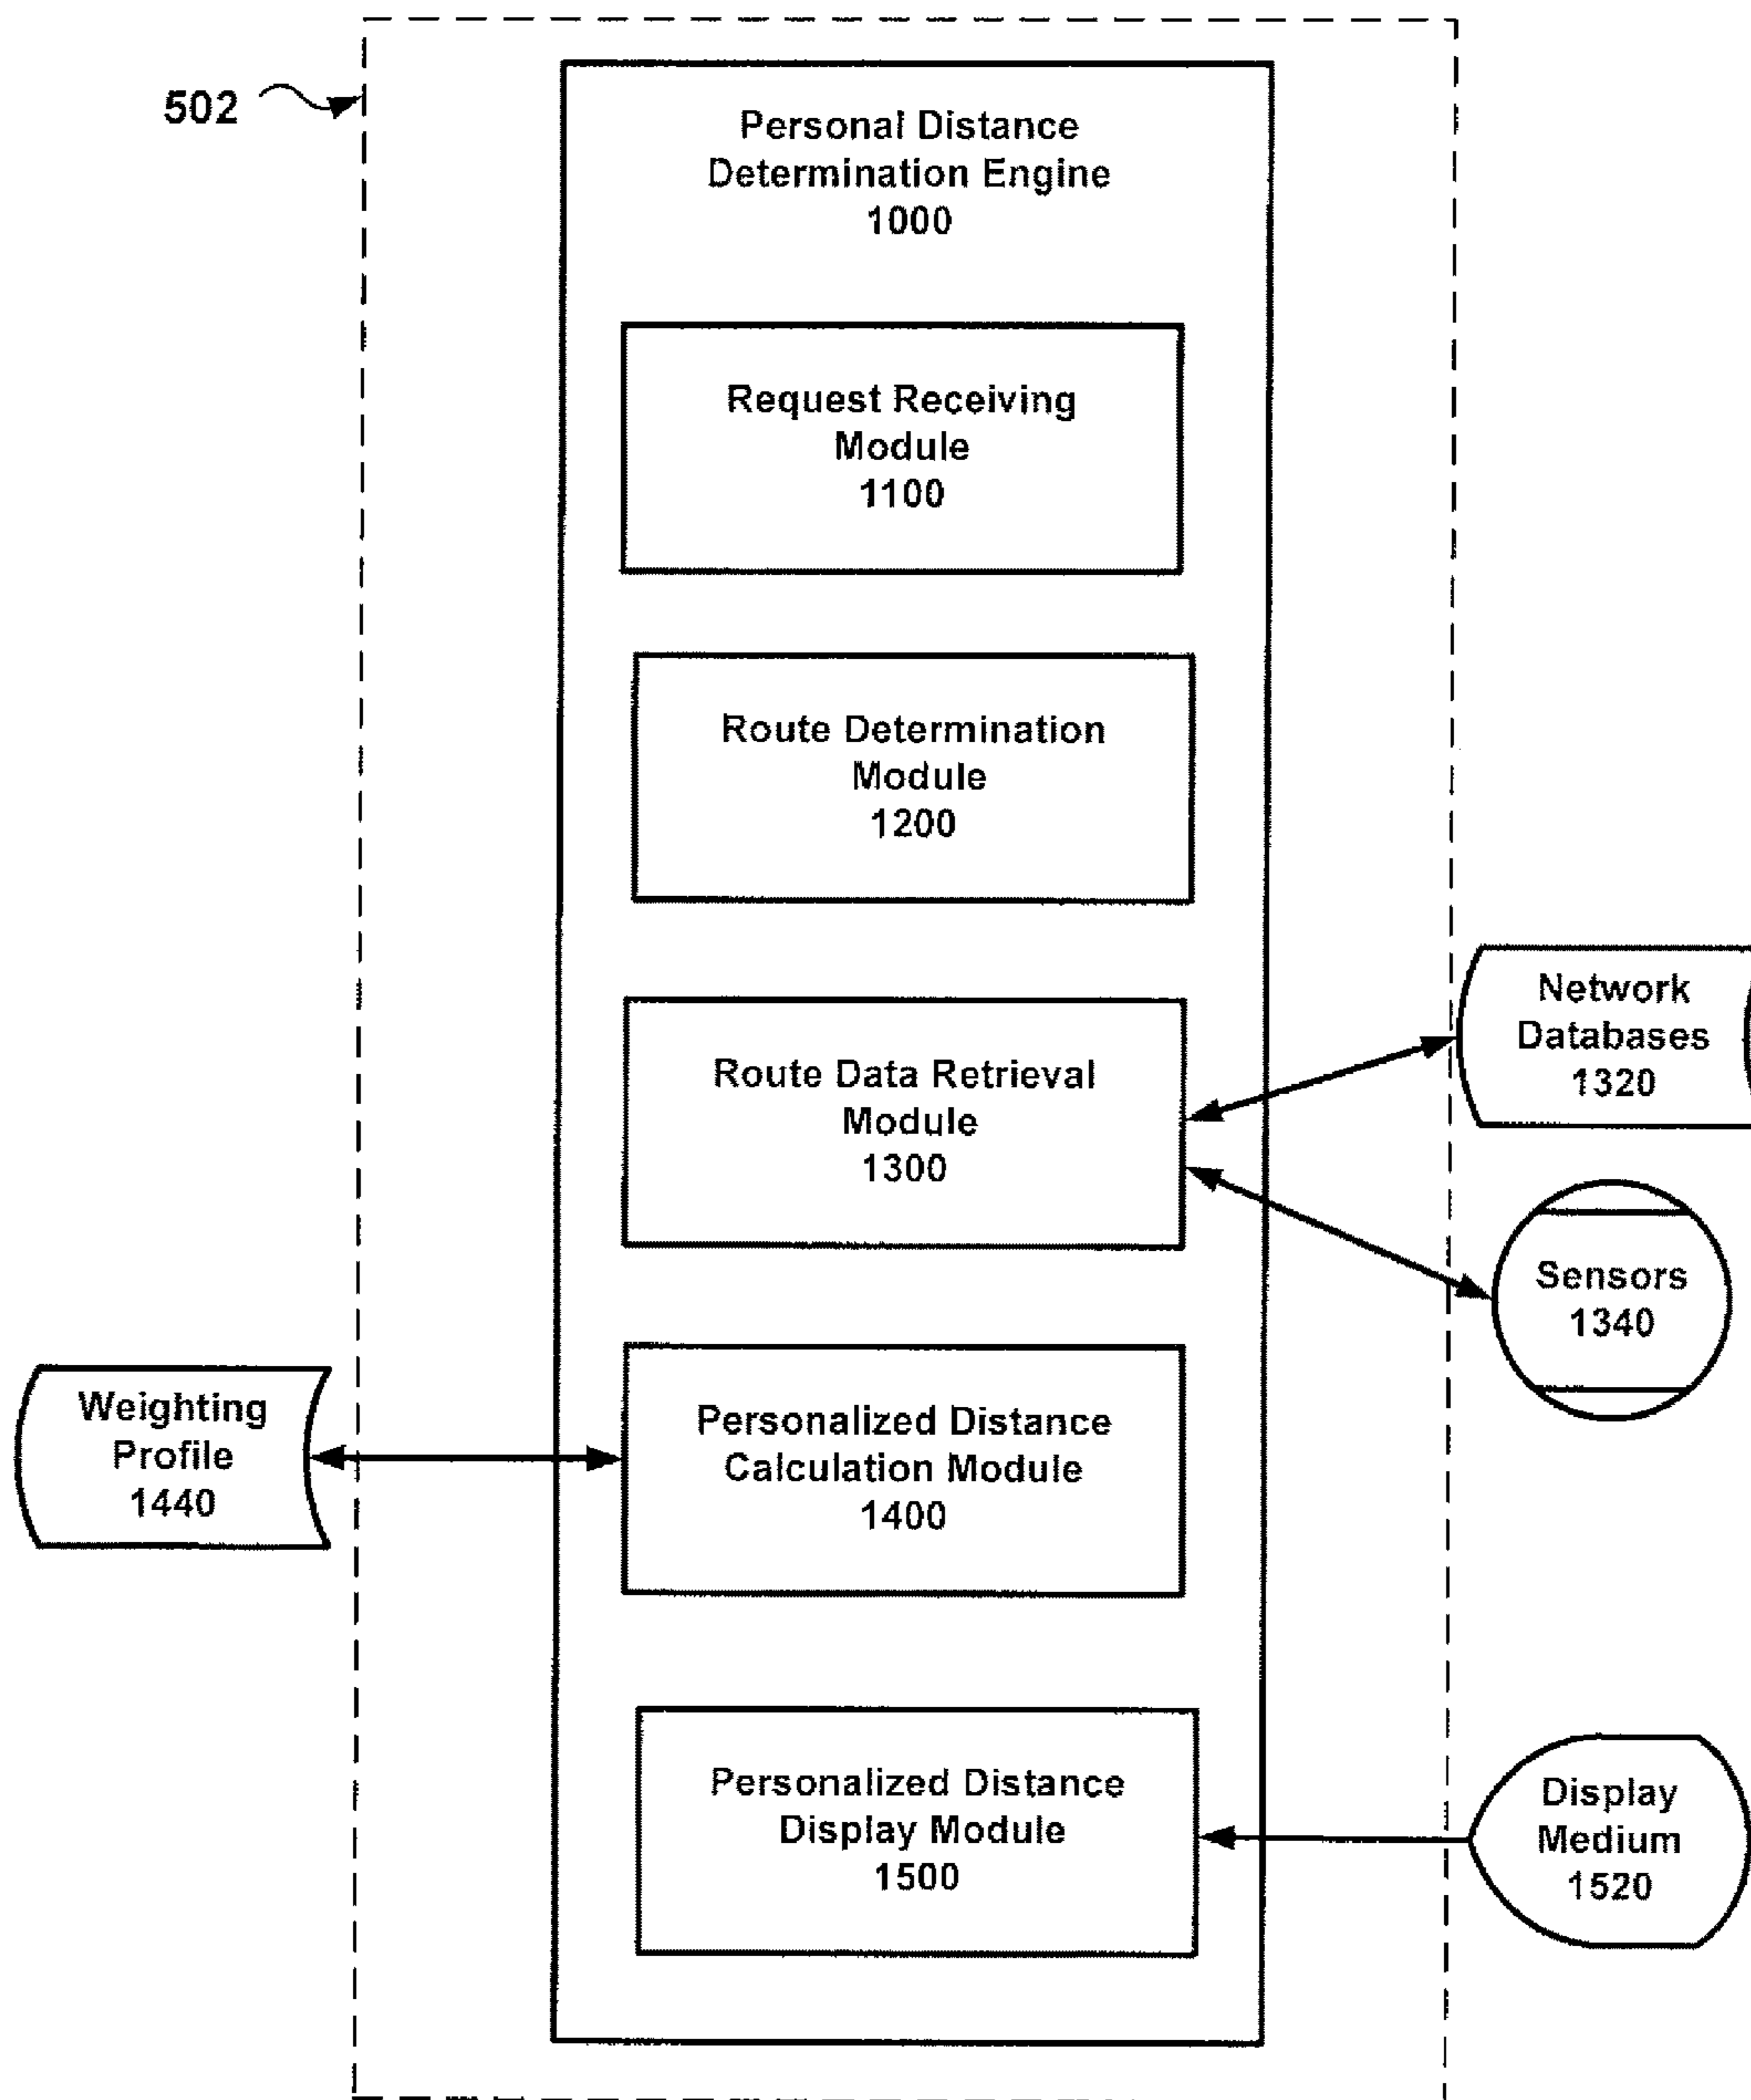 502
Personal Distance
Determination Engine
1000
Request Receiving
Module
1100
Route Determination
Module
1200
Route Data Retrieval
Module
1300
Network
Databases
1320
Sensors
1340
Weighting
Profile
1440
Personalized Distance
Calculation Module
1400
Personalized Distance
Display Module
1500
Display
Medium
1520